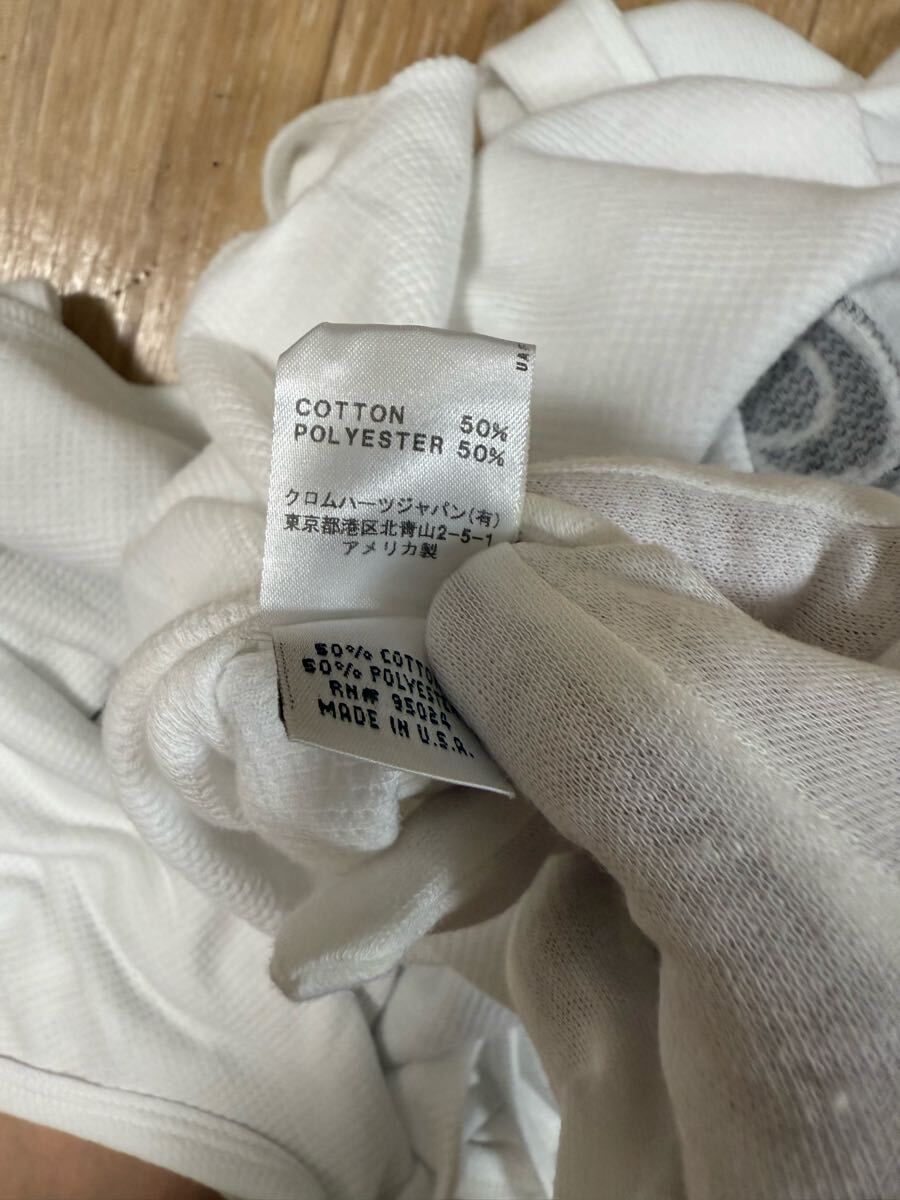 COTTON 50%
POLYESTER 50%
クロムハーツジャパン(有)
東京都港区北青山2-5-1
アメリカ製
50% COTTON
50% POLYESTER
RN# 95024
MADE IN U.S.A.